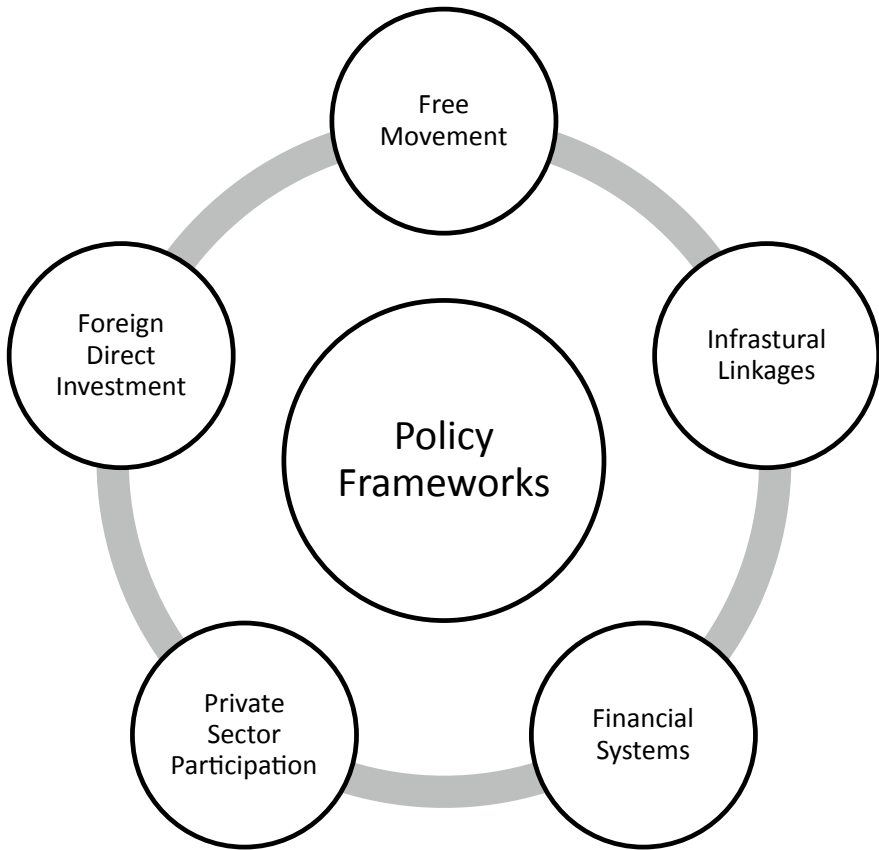 Free
Movement
Infrastural
Linkages
Financial
Systems
Private
Sector
Participation
Foreign
Direct
Investment
Policy
Frameworks